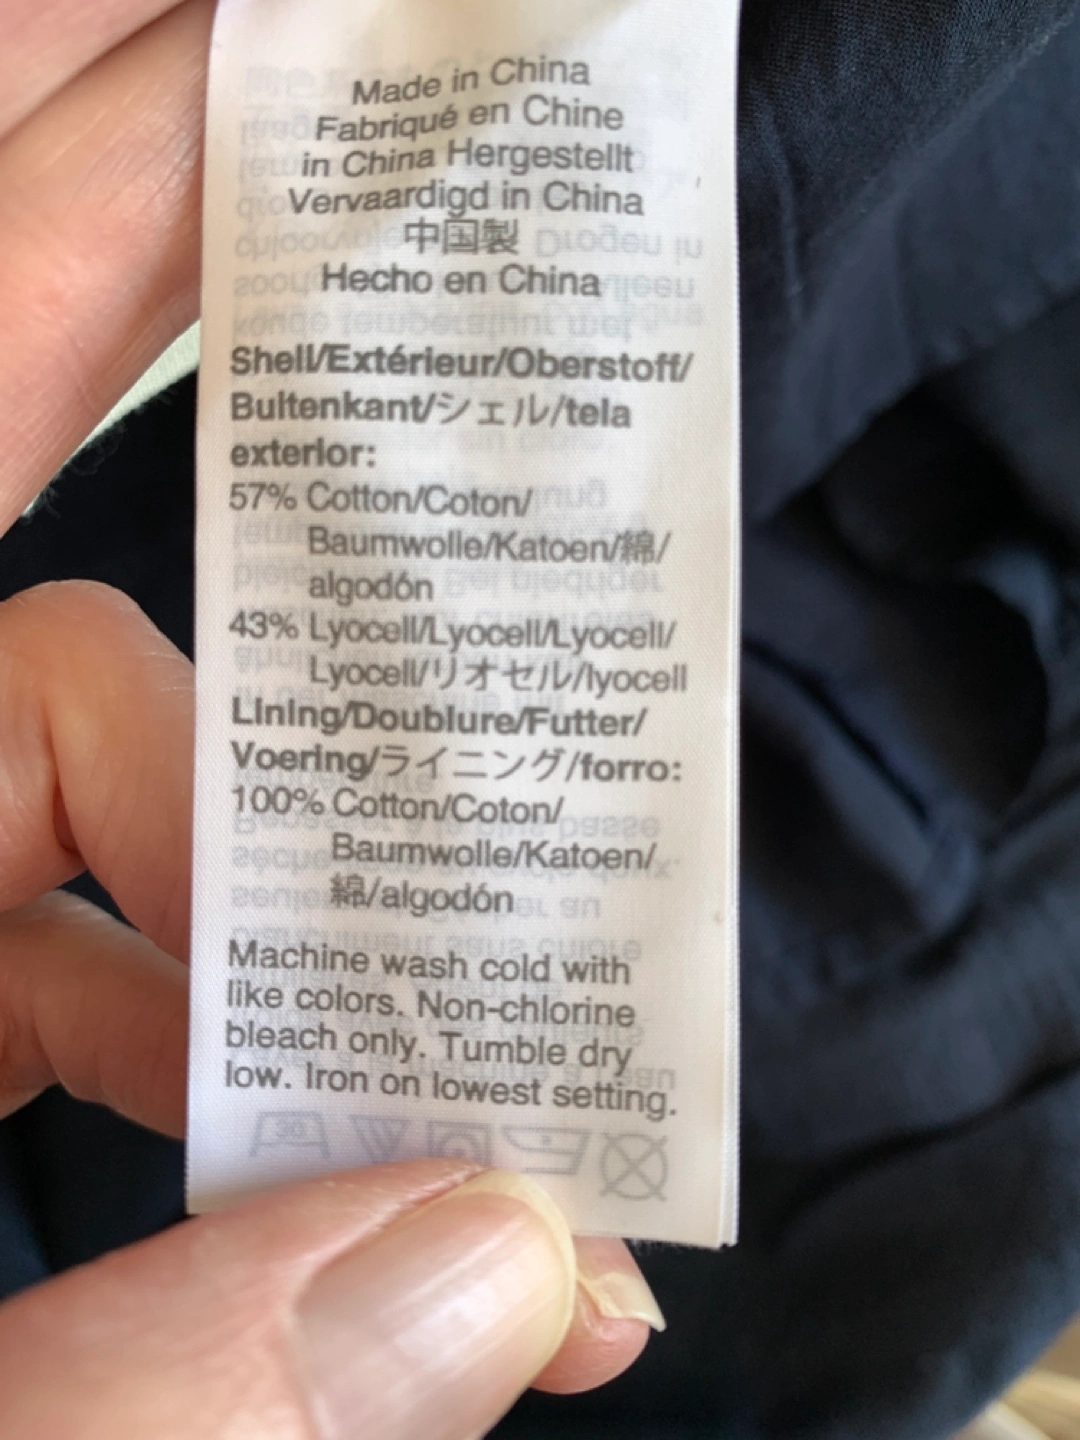 Made in China
Fabriqué en Chine
in China Hergestellt
Vervaardigd in China
中国製
Hecho en China
Shell/Extérieur/Oberstoff/
Buitenkant/シェル/tela
exterior:
57% Cotton/Coton/
Baumwolle/Katoen/綿/
algodón
43% Lyocell/Lyocell/Lyocell/
Lyocell/リオセル/lyocell
Lining/Doublure/Futter/
Voering/ライニング/forro:
100% Cotton/Coton/
Baumwolle/Katoen/
綿/algodón
Machine wash cold with
like colors. Non-chlorine
bleach only. Tumble dry
low. Iron on lowest setting.
30